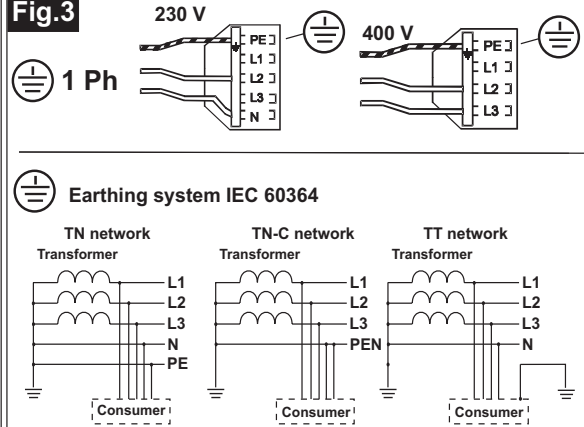 Fig.3
230 V
PE
L1
L2
L3
N
400 V
PE
L1
L2
L3
1 Ph
Earthing system IEC 60364
TN network
Transformer
L1
L2
L3
N
PE
Consumer
TN-C network
Transformer
L1
L2
L3
PEN
Consumer
TT network
Transformer
L1
L2
L3
N
Consumer